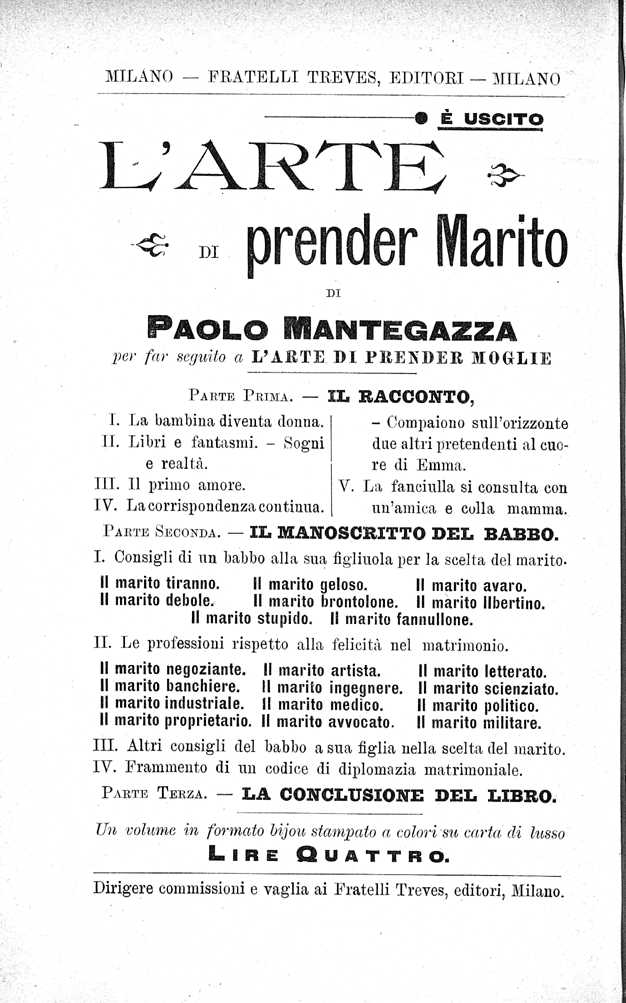 MILANO — FRATELLI TREVES, EDITORI — MILANO
È USCITO
L'ARTE
DI prender Marito
DI
PAOLO MANTEGAZZA
per far seguito a L'ARTE DI PRENDER MOGLIE
PARTE PRIMA. — IL RACCONTO,
I. La bambina diventa donna.
II. Libri e fantasmi. – Sogni
e realtà.
III. Il primo amore.
IV. La corrispondenza continua.
– Compaiono sull'orizzonte
due altri pretendenti al cuo-
re di Emma.
V. La fanciulla si consulta con
un'amica e colla mamma.
PARTE SECONDA. — IL MANOSCRITTO DEL BABBO.
I. Consigli di un babbo alla sua figliuola per la scelta del marito.
Il marito tiranno. Il marito geloso. Il marito avaro.
Il marito debole. Il marito brontolone. Il marito libertino.
Il marito stupido. Il marito fannullone.
II. Le professioni rispetto alla felicità nel matrimonio.
Il marito negoziante. Il marito artista. Il marito letterato.
Il marito banchiere. Il marito ingegnere. Il marito scienziato.
Il marito industriale. Il marito medico. Il marito politico.
Il marito proprietario. Il marito avvocato. Il marito militare.
III. Altri consigli del babbo a sua figlia nella scelta del marito.
IV. Frammento di un codice di diplomazia matrimoniale.
PARTE TERZA. — LA CONCLUSIONE DEL LIBRO.
Un volume in formato bijou stampato a colori su carta di lusso
LIRE QUATTRO.
Dirigere commissioni e vaglia ai Fratelli Treves, editori, Milano.